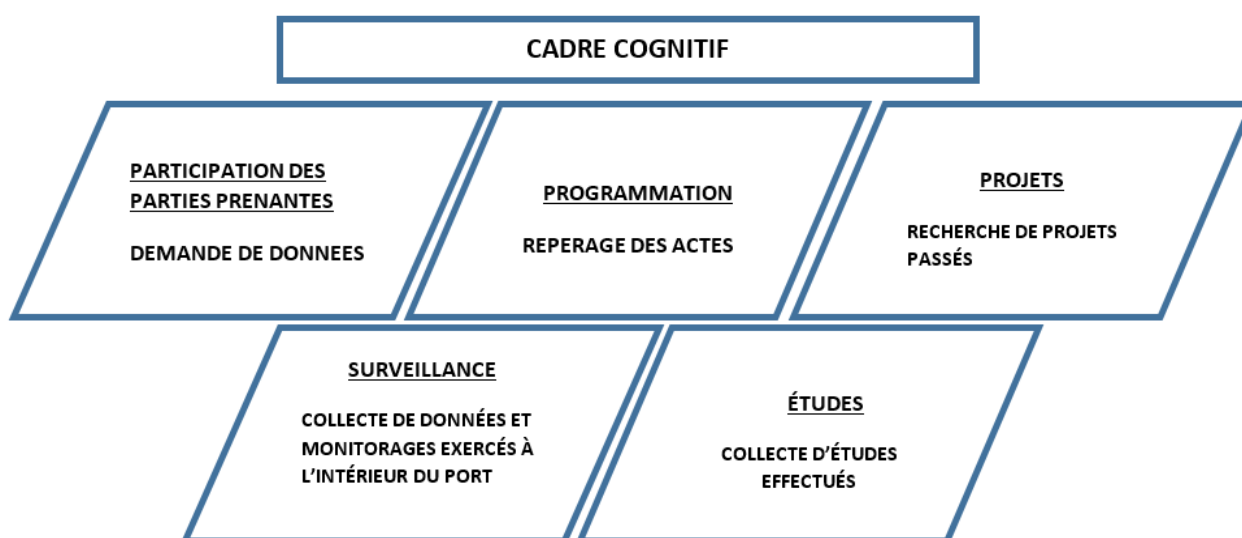 CADRE COGNITIF
PARTICIPATION DES
PARTIES PRENANTES
DEMANDE DE DONNEES
PROGRAMMATION
REPERAGE DES ACTES
PROJETS
RECHERCHE DE PROJETS
PASSÉS
SURVEILLANCE
COLLECTE DE DONNÉES ET
MONITORAGES EXERCÉS À
L'INTÉRIEUR DU PORT
ÉTUDES
COLLECTE D'ÉTUDES
EFFECTUÉS